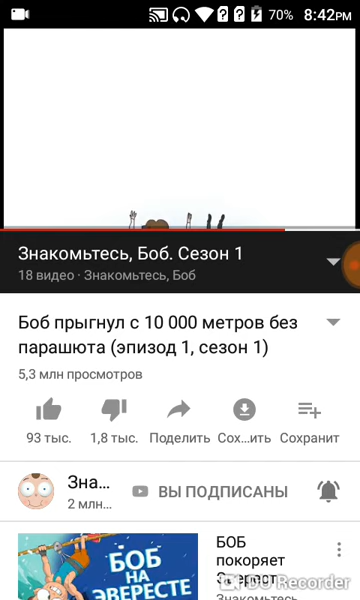 70% 8:42PM
Знакомьтесь, Боб. Сезон 1
18 видео · Знакомьтесь, Боб
Боб прыгнул с 10 000 метров без
парашюта (эпизод 1, сезон 1)
5,3 млн просмотров
93 тыс. 1,8 тыс. Поделить Сох…ить Сохранит
Зна… ВЫ ПОДПИСАНЫ
2 млн…
БОБ
НА
ЭВЕРЕСТЕ
БОБ
покоряет
Эверест
DU Recorder
Знакомьтесь